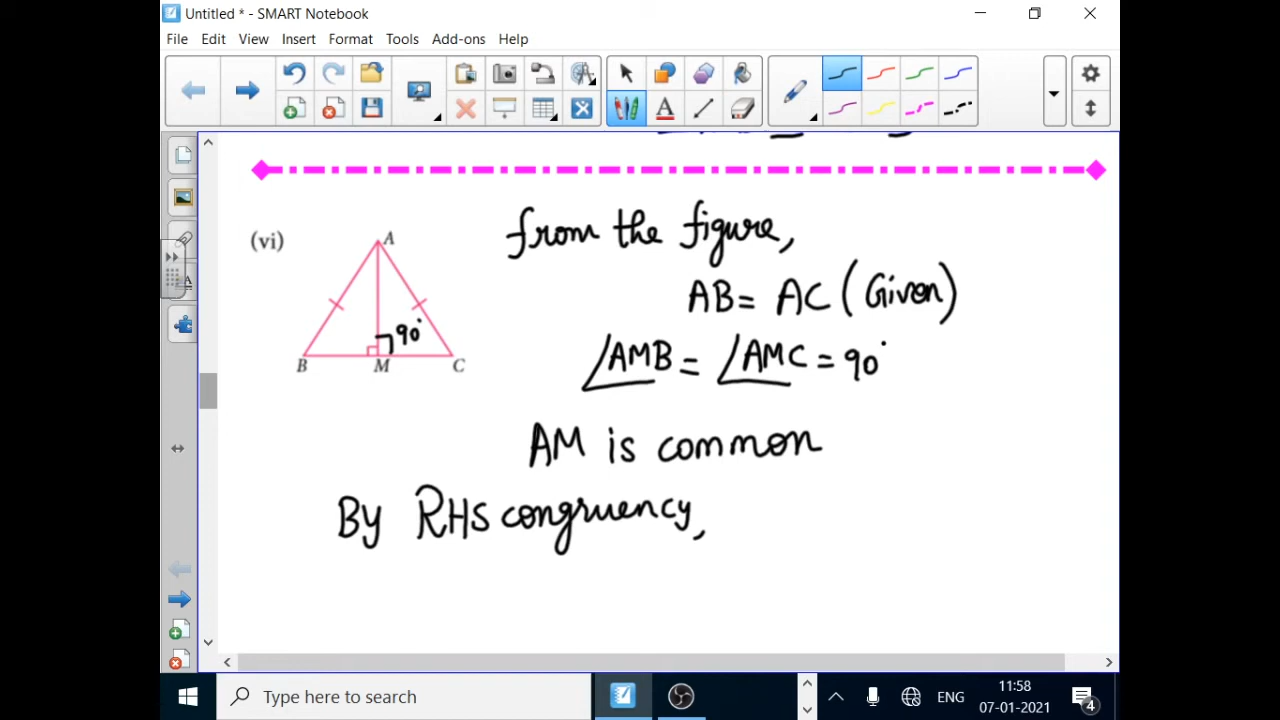 Untitled * - SMART Notebook
File Edit View Insert Format Tools Add-ons Help
(vi)
A
B
M
C
90°
from the figure,
AB = AC (Given)
∠AMB = ∠AMC = 90°
AM is common
By RHS congruency,
Type here to search
ENG
11:58
07-01-2021
4